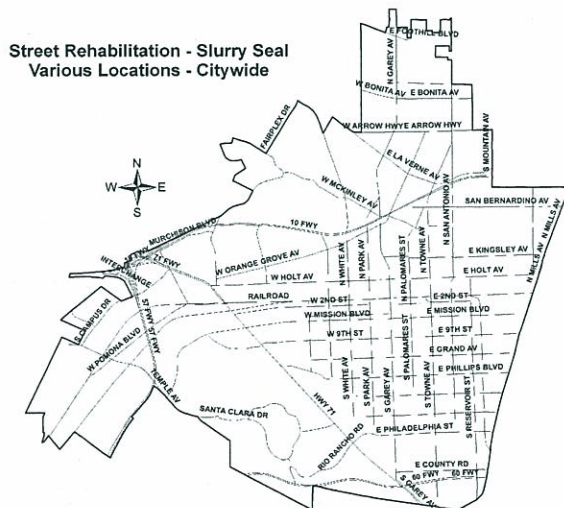 Street Rehabilitation - Slurry Seal
Various Locations - Citywide
E FOOTHILL BLVD
N GAREY AV
W BONITA AV
E BONITA AV
W ARROW HWY
E ARROW HWY
FAIRPLEX DR
E LA VERNE AV
S MOUNTAIN AV
W MCKINLEY AV
N
W E
S
SAN BERNARDINO AV
N SAN ANTONIO AV
N MILLS AV
MURCHISON BLVD
10 FWY
N WHITE AV
N PARK AV
N PALOMARES ST
N TOWNE AV
E KINGSLEY AV
N MILLS AV
71 FWY
INTERCHANGE
W ORANGE GROVE AV
W HOLT AV
E HOLT AV
RAILROAD
W 2ND ST
E 2ND ST
S CAMPUS DR
57 FWY
57 FWY
W MISSION BLVD
E MISSION BLVD
W POMONA BLVD
W 9TH ST
E 9TH ST
S PALOMARES ST
E GRAND AV
E PHILLIPS BLVD
TEMPLE AV
HWY 71
S WHITE AV
S PARK AV
S GAREY AV
S TOWNE AV
S RESERVOIR ST
SANTA CLARA DR
E PHILADELPHIA ST
RIO RANCHO RD
E COUNTY RD
60 FWY
60 FWY
S GAREY AV